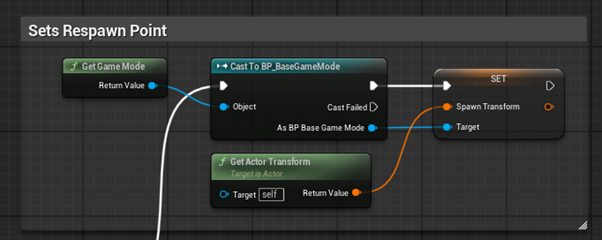 Sets Respawn Point
Get Game Mode
Return Value
Cast To BP_BaseGameMode
Object
Cast Failed
As BP Base Game Mode
SET
Spawn Transform
Target
Get Actor Transform
Target is Actor
Target self
Return Value